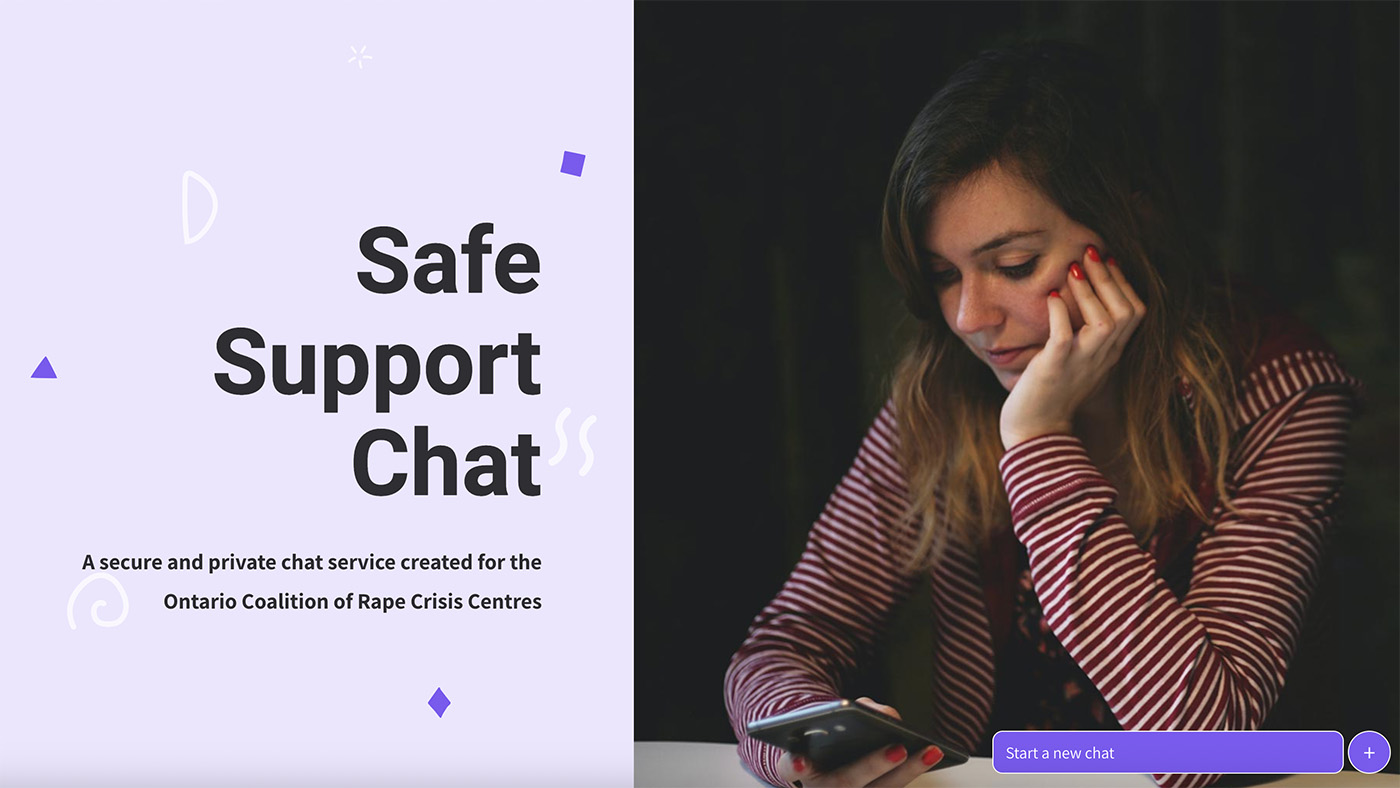 Safe
Support
Chat
A secure and private chat service created for the
Ontario Coalition of Rape Crisis Centres
Start a new chat
+